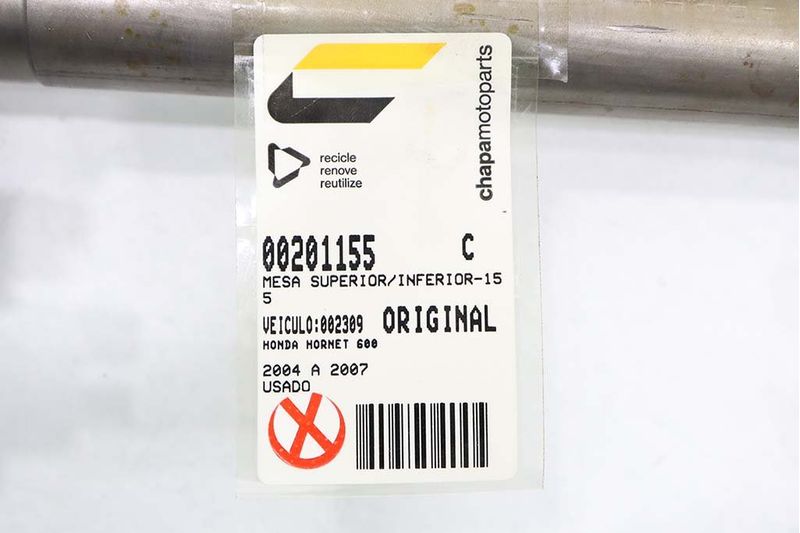 chapamotoparts
recicle
renove
reutilize
00201155 C
MESA SUPERIOR/INFERIOR-15
5
VEICULO:002309 ORIGINAL
HONDA HORNET 600
2004 A 2007
USADO